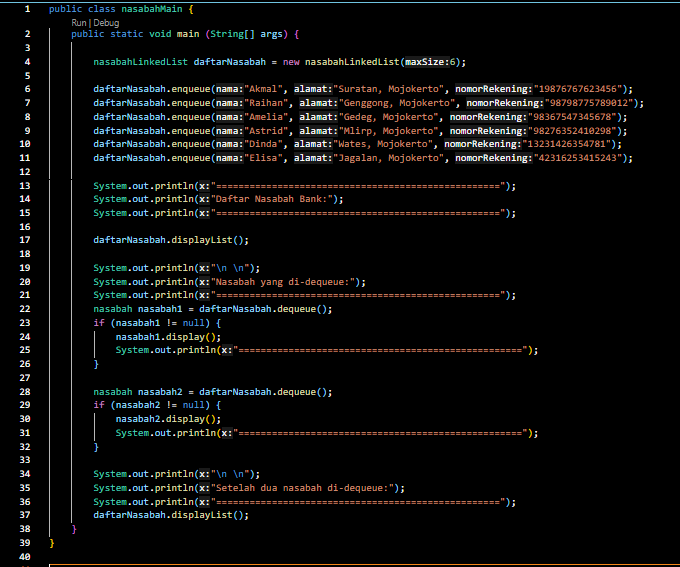 1 public class nasabahMain {
Run | Debug
2 public static void main (String[] args) {
3
4 nasabahLinkedList daftarNasabah = new nasabahLinkedList(maxSize:6);
5
6 daftarNasabah.enqueue(nama:"Akmal", alamat:"Suratan, Mojokerto", nomorRekening:"19876767623456");
7 daftarNasabah.enqueue(nama:"Raihan", alamat:"Genggong, Mojokerto", nomorRekening:"98798775789012");
8 daftarNasabah.enqueue(nama:"Amelia", alamat:"Gedeg, Mojokerto", nomorRekening:"98367547345678");
9 daftarNasabah.enqueue(nama:"Astrid", alamat:"Mlirp, Mojokerto", nomorRekening:"98276352410298");
10 daftarNasabah.enqueue(nama:"Dinda", alamat:"Wates, Mojokerto", nomorRekening:"13231426354781");
11 daftarNasabah.enqueue(nama:"Elisa", alamat:"Jagalan, Mojokerto", nomorRekening:"42316253415243");
12
13 System.out.println(x:"===================================================");
14 System.out.println(x:"Daftar Nasabah Bank:");
15 System.out.println(x:"===================================================");
16
17 daftarNasabah.displayList();
18
19 System.out.println(x:"\n \n");
20 System.out.println(x:"Nasabah yang di-dequeue:");
21 System.out.println(x:"===================================================");
22 nasabah nasabah1 = daftarNasabah.dequeue();
23 if (nasabah1 != null) {
24 nasabah1.display();
25 System.out.println(x:"===================================================");
26 }
27
28 nasabah nasabah2 = daftarNasabah.dequeue();
29 if (nasabah2 != null) {
30 nasabah2.display();
31 System.out.println(x:"===================================================");
32 }
33
34 System.out.println(x:"\n \n");
35 System.out.println(x:"Setelah dua nasabah di-dequeue:");
36 System.out.println(x:"===================================================");
37 daftarNasabah.displayList();
38 }
39 }
40